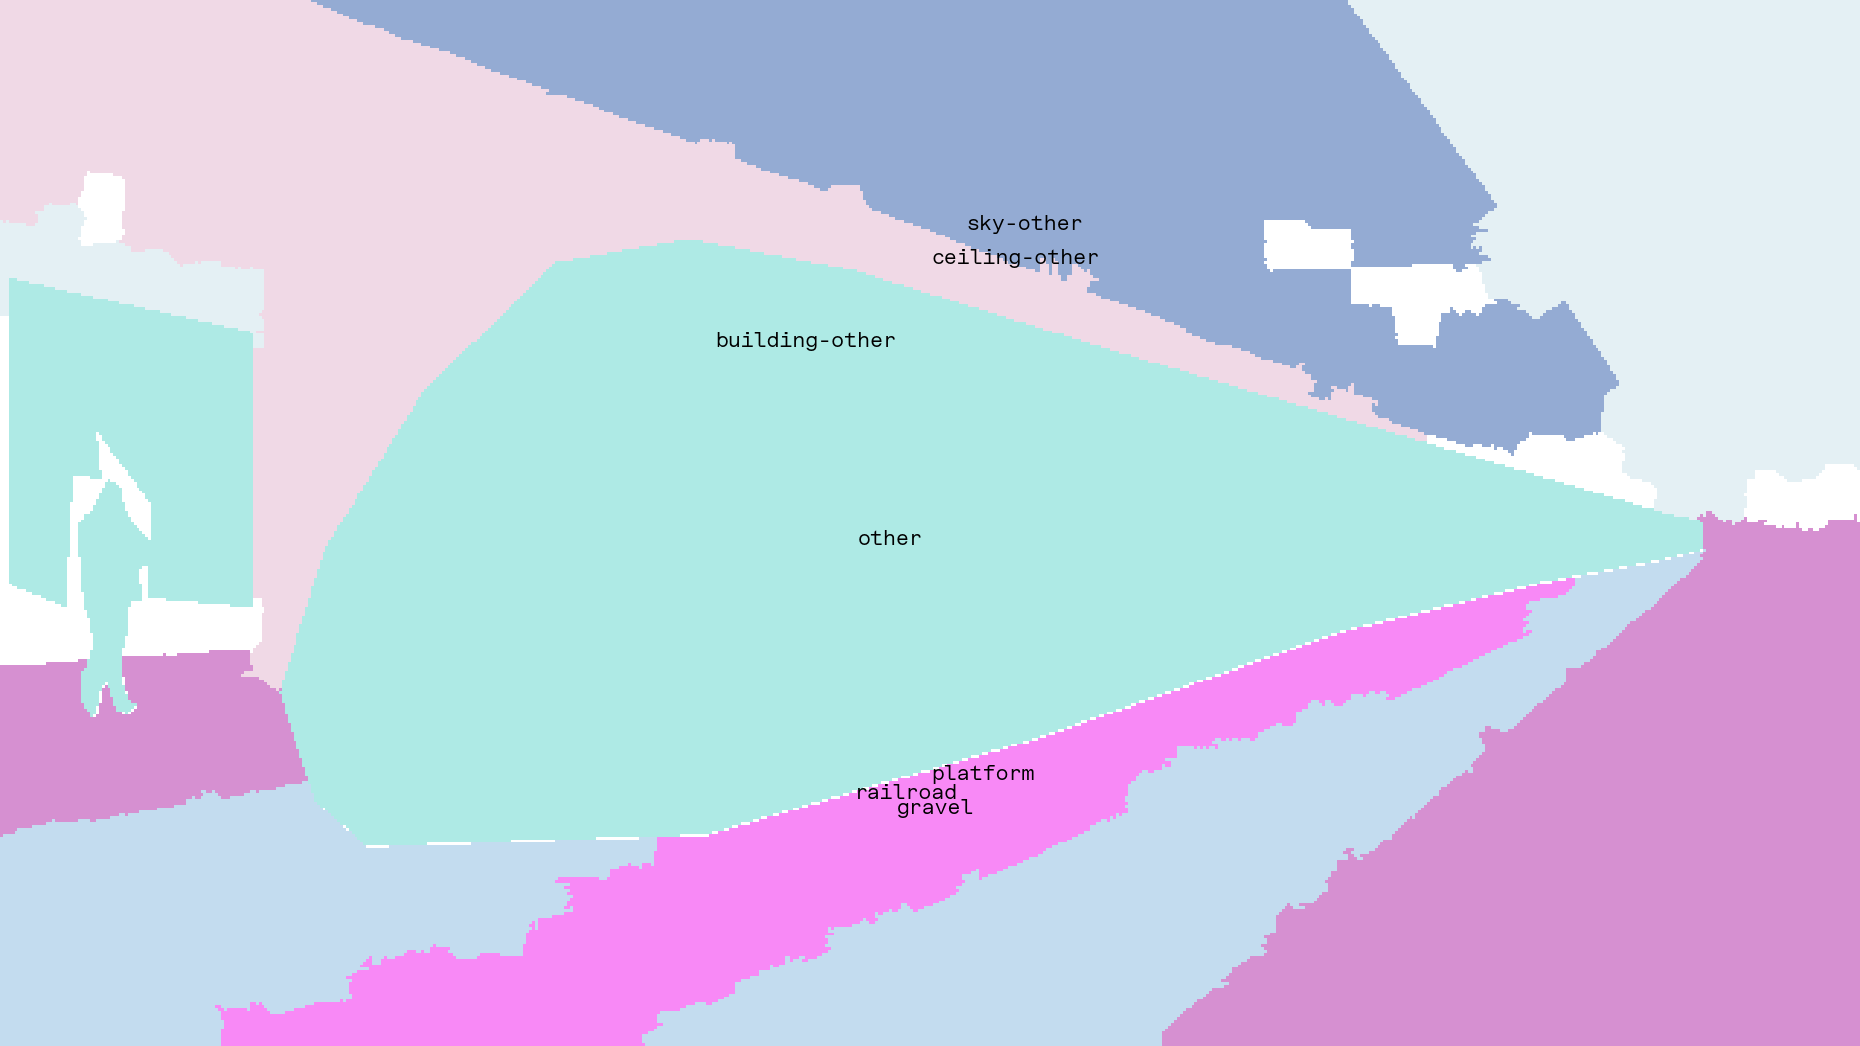 sky-other
ceiling-other
building-other
other
platform
railroad
gravel